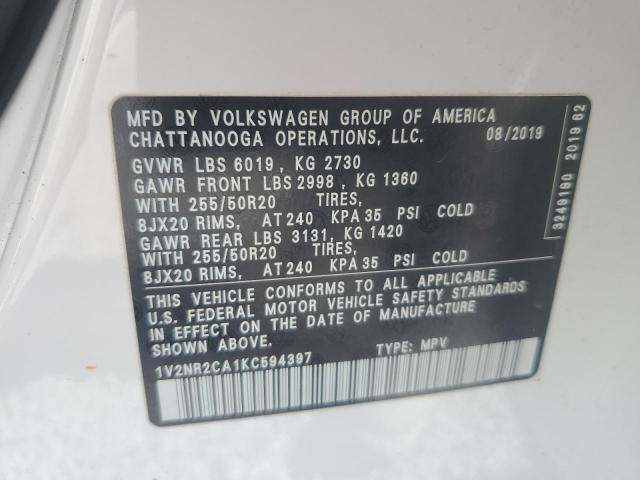 MFD BY VOLKSWAGEN GROUP OF AMERICA
CHATTANOOGA OPERATIONS, LLC. 08/2019
GVWR LBS 6019 , KG 2730
GAWR FRONT LBS 2998 , KG 1360
WITH 255/50R20 TIRES,
8JX20 RIMS, AT 240 KPA 35 PSI COLD
GAWR REAR LBS 3131, KG 1420
WITH 255/50R20 TIRES,
8JX20 RIMS, AT 240 KPA 35 PSI COLD
THIS VEHICLE CONFORMS TO ALL APPLICABLE
U.S. FEDERAL MOTOR VEHICLE SAFETY STANDARDS
IN EFFECT ON THE DATE OF MANUFACTURE
SHOWN ABOVE.
1V2NR2CA1KC594397 TYPE: MPV
3249190 2019 62